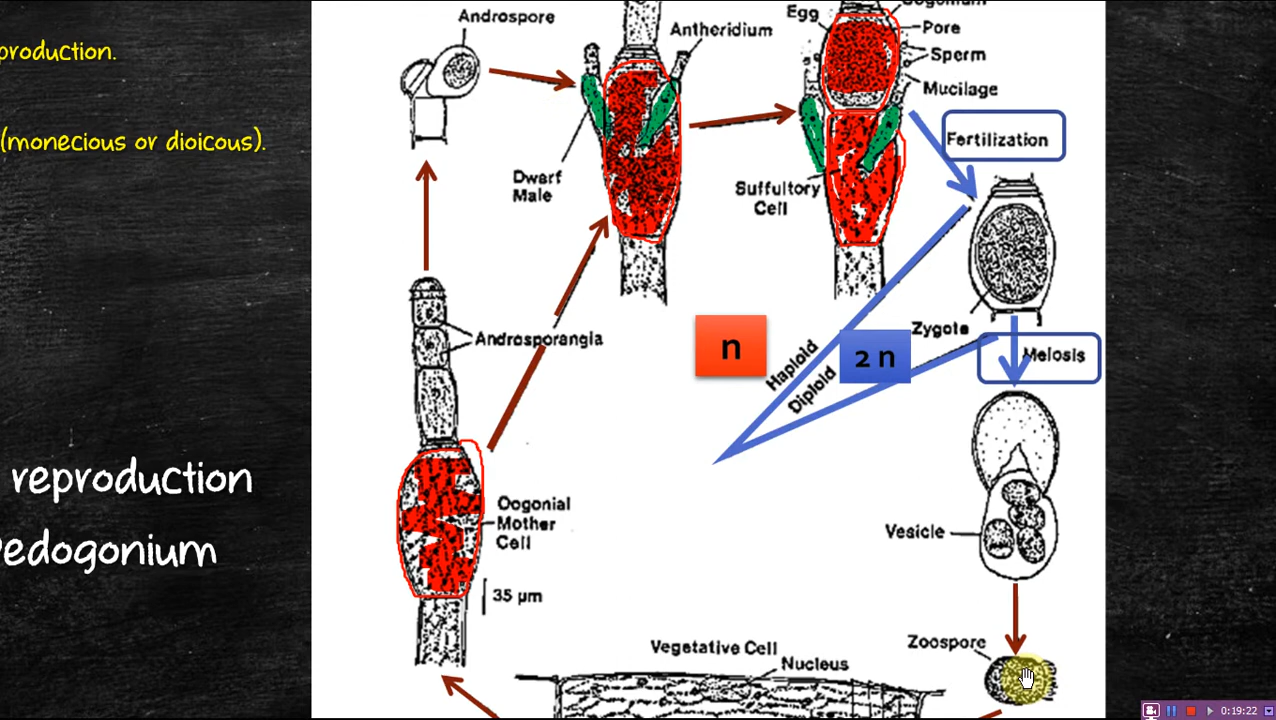 production.
(monecious or dioicous).
reproduction
edogonium
Androspore
Antheridium
Egg
Pore
Sperm
Mucilage
Fertilization
Dwarf
Male
Suffultory
Cell
Androsporangia
n
2 n
Haploid
Diploid
Zygote
Meiosis
Oogonial
Mother
Cell
35 µm
Vesicle
Zoospore
Vegetative Cell
Nucleus
0:19:22